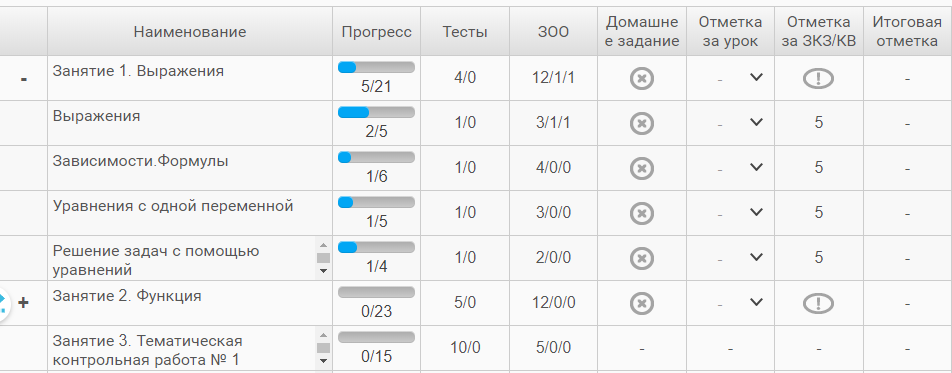 Наименование Прогресс Тесты ЗОО Домашне Отметка Отметка Итоговая
е задание за урок за ЗКЗ/КВ отметка
- Занятие 1. Выражения 5/21 4/0 12/1/1 - -
Выражения 2/5 1/0 3/1/1 - 5 -
Зависимости.Формулы 1/6 1/0 4/0/0 - 5 -
Уравнения с одной переменной 1/5 1/0 3/0/0 - 5 -
Решение задач с помощью
уравнений 1/4 1/0 2/0/0 - 5 -
+ Занятие 2. Функция 0/23 5/0 12/0/0 - -
Занятие 3. Тематическая
контрольная работа № 1 0/15 10/0 5/0/0 - - - -